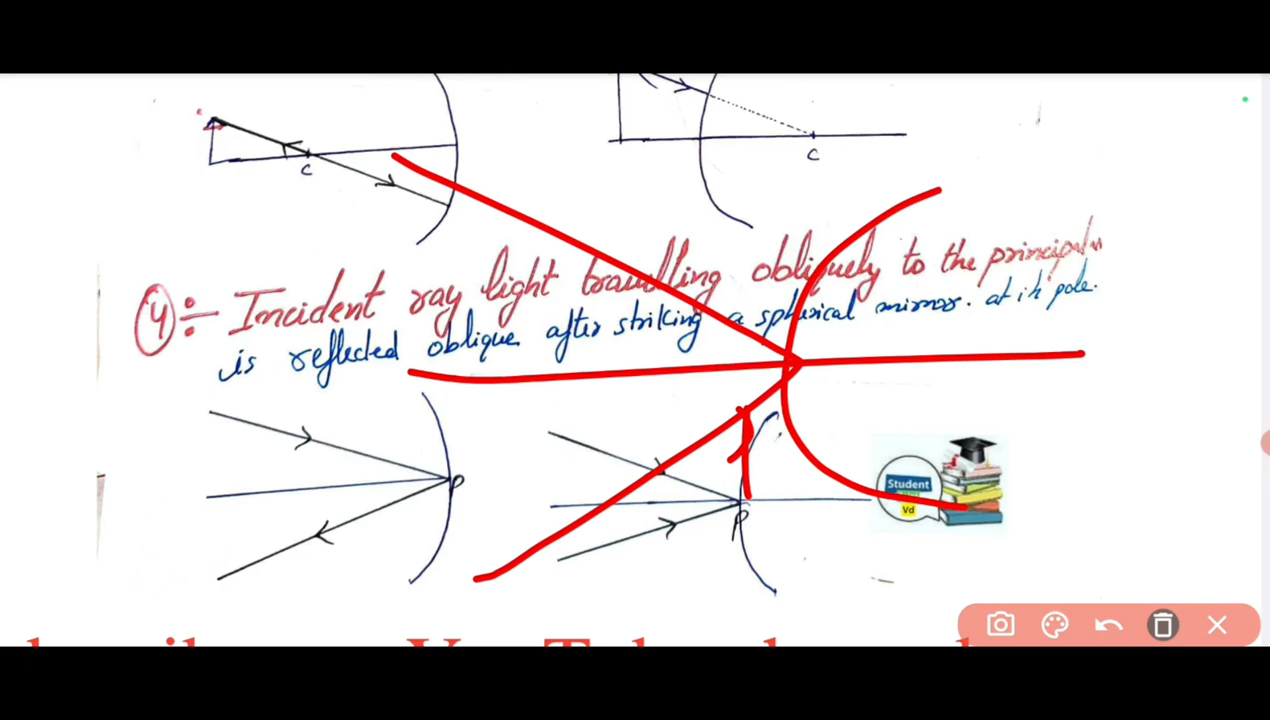 C
C
4 ÷ Incident ray light travelling obliquely to the principal
is reflected oblique after striking a spherical mirror. at it's pole.
P
P
Student
Vd